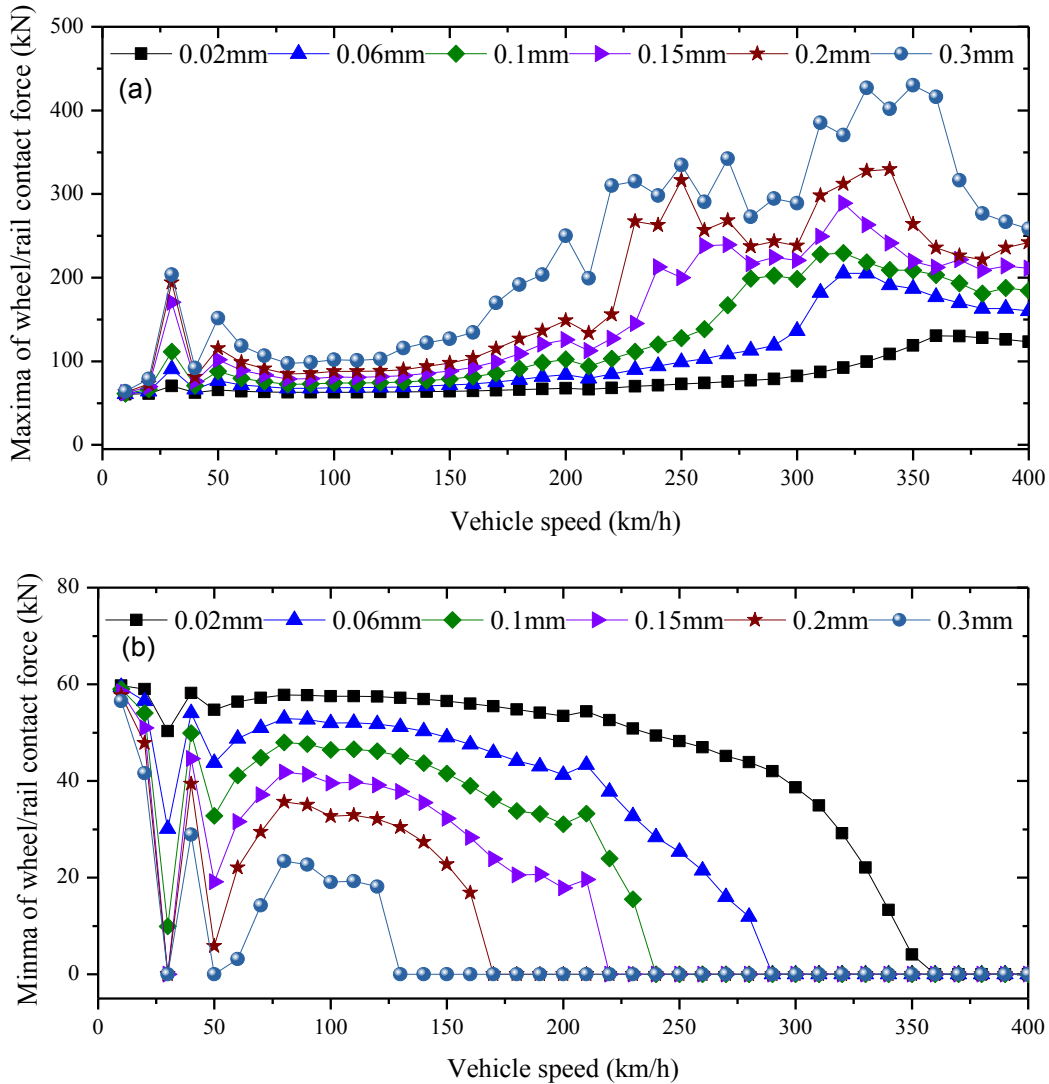 Maxima of wheel/rail contact force (kN)
500
400
300
200
100
0
0.02mm 0.06mm 0.1mm 0.15mm 0.2mm 0.3mm
(a)
0 50 100 150 200 250 300 350 400
Vehicle speed (km/h)
Minma of wheel/rail contact force (kN)
80
60
40
20
0
0.02mm 0.06mm 0.1mm 0.15mm 0.2mm 0.3mm
(b)
0 50 100 150 200 250 300 350 400
Vehicle speed (km/h)